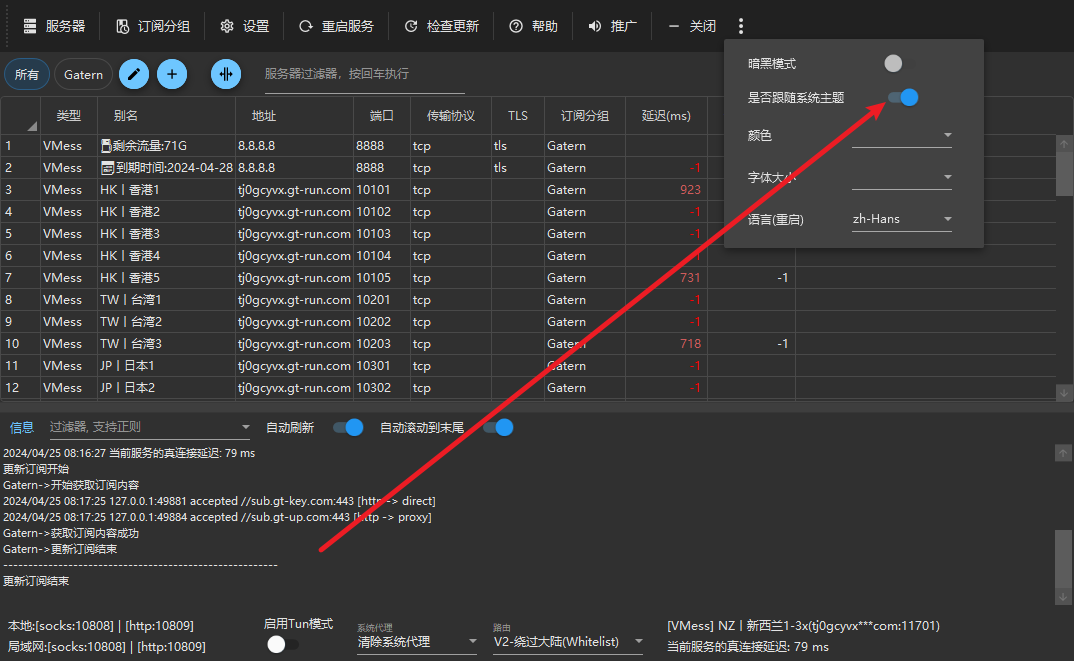 服务器 订阅分组 设置 重启服务 检查更新 帮助 推广 关闭
所有 Gatern 服务器过滤器，按回车执行
暗黑模式
是否跟随系统主题
颜色
字体大小
语言(重启) zh-Hans
类型 别名 地址 端口 传输协议 TLS 订阅分组 延迟(ms)
1 VMess 剩余流量:71G 8.8.8.8 8888 tcp tls Gatern
2 VMess 到期时间:2024-04-28 8.8.8.8 8888 tcp tls Gatern -1
3 VMess HK丨香港1 tj0gcyvx.gt-run.com 10101 tcp Gatern 923
4 VMess HK丨香港2 tj0gcyvx.gt-run.com 10102 tcp Gatern -1
5 VMess HK丨香港3 tj0gcyvx.gt-run.com 10103 tcp Gatern -1
6 VMess HK丨香港4 tj0gcyvx.gt-run.com 10104 tcp Gatern -1
7 VMess HK丨香港5 tj0gcyvx.gt-run.com 10105 tcp Gatern 731 -1
8 VMess TW丨台湾1 tj0gcyvx.gt-run.com 10201 tcp Gatern -1
9 VMess TW丨台湾2 tj0gcyvx.gt-run.com 10202 tcp Gatern -1
10 VMess TW丨台湾3 tj0gcyvx.gt-run.com 10203 tcp Gatern 718 -1
11 VMess JP丨日本1 tj0gcyvx.gt-run.com 10301 tcp Gatern -1
12 VMess JP丨日本2 tj0gcyvx.gt-run.com 10302 tcp Gatern -1
信息 过滤器, 支持正则 自动刷新 自动滚动到末尾
2024/04/25 08:16:27 当前服务的真连接延迟: 79 ms
更新订阅开始
Gatern->开始获取订阅内容
2024/04/25 08:17:25 127.0.0.1:49881 accepted //sub.gt-key.com:443 [http -> direct]
2024/04/25 08:17:25 127.0.0.1:49884 accepted //sub.gt-up.com:443 [http -> proxy]
Gatern->获取订阅内容成功
Gatern->更新订阅结束
-------------------------------------------------------
更新订阅结束
本地:[socks:10808] | [http:10809]
局域网:[socks:10808] | [http:10809]
启用Tun模式
系统代理
清除系统代理
路由
V2-绕过大陆(Whitelist)
[VMess] NZ丨新西兰1-3x(tj0gcyvx***com:11701)
当前服务的真连接延迟: 79 ms